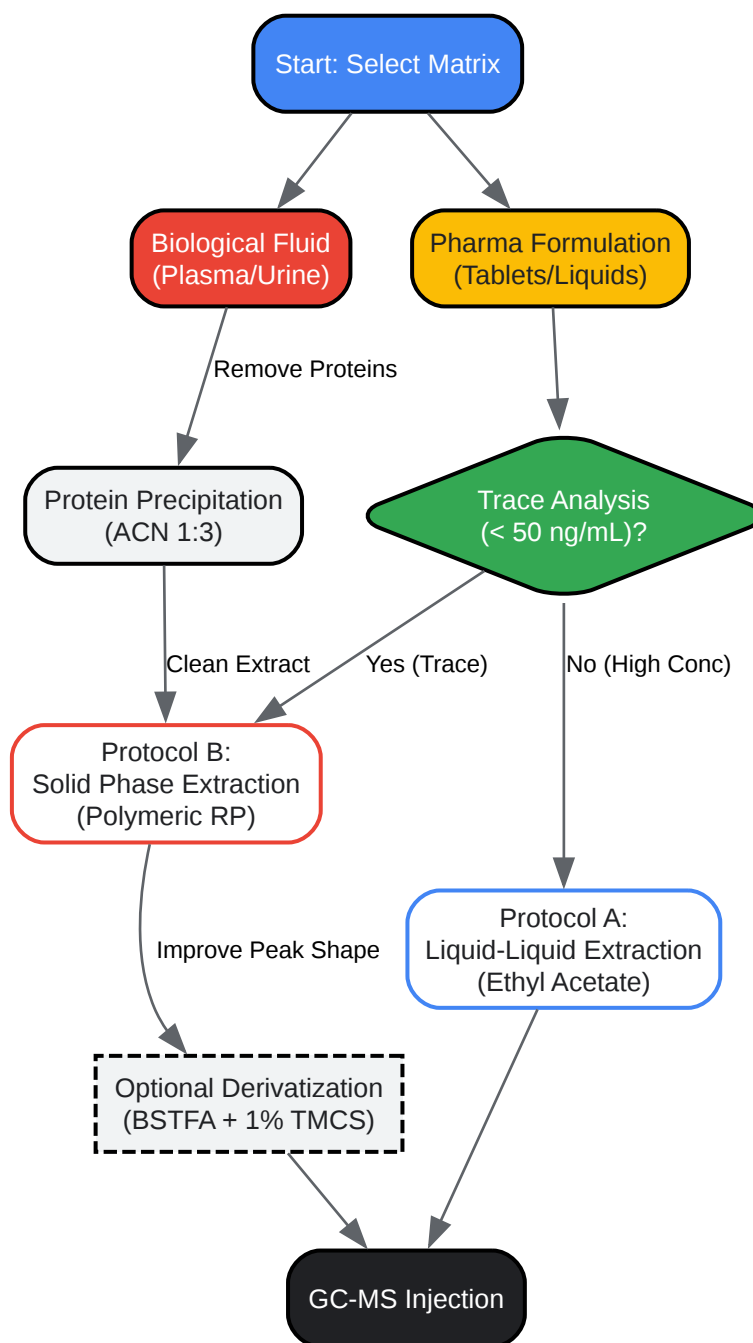 Start: Select Matrix
Biological Fluid
(Plasma/Urine)
Pharma Formulation
(Tablets/Liquids)
Remove Proteins
Protein Precipitation
(ACN 1:3)
Trace Analysis
(< 50 ng/mL)?
Clean Extract
Yes (Trace)
No (High Conc)
Protocol B:
Solid Phase Extraction
(Polymeric RP)
Protocol A:
Liquid-Liquid Extraction
(Ethyl Acetate)
Improve Peak Shape
Optional Derivatization
(BSTFA + 1% TMCS)
GC-MS Injection